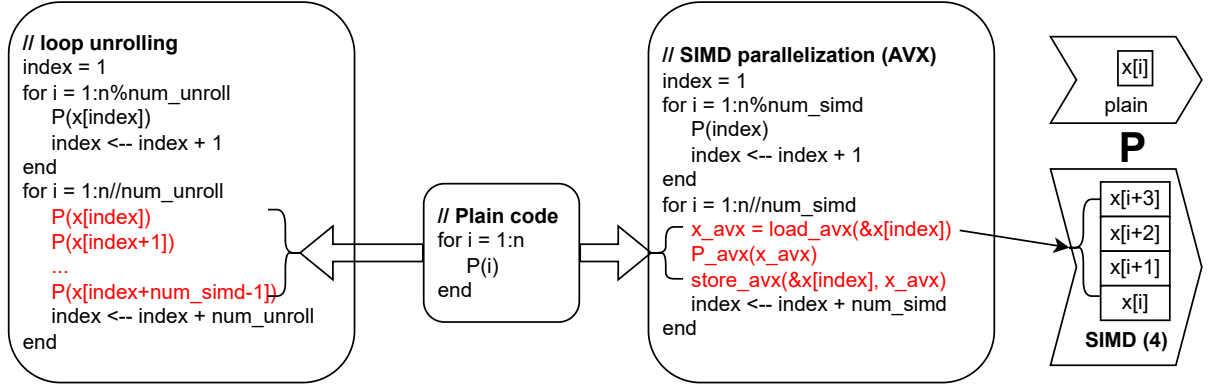 // loop unrolling
index = 1
for i = 1:n%num_unroll
P(x[index])
index <-- index + 1
end
for i = 1:n//num_unroll
P(x[index])
P(x[index+1])
...
P(x[index+num_simd-1])
index <-- index + num_unroll
end
// Plain code
for i = 1:n
P(i)
end
// SIMD parallelization (AVX)
index = 1
for i = 1:n%num_simd
P(index)
index <-- index + 1
end
for i = 1:n//num_simd
x_avx = load_avx(&x[index])
P_avx(x_avx)
store_avx(&x[index], x_avx)
index <-- index + num_simd
end
x[i]
plain
P
x[i+3]
x[i+2]
x[i+1]
x[i]
SIMD (4)